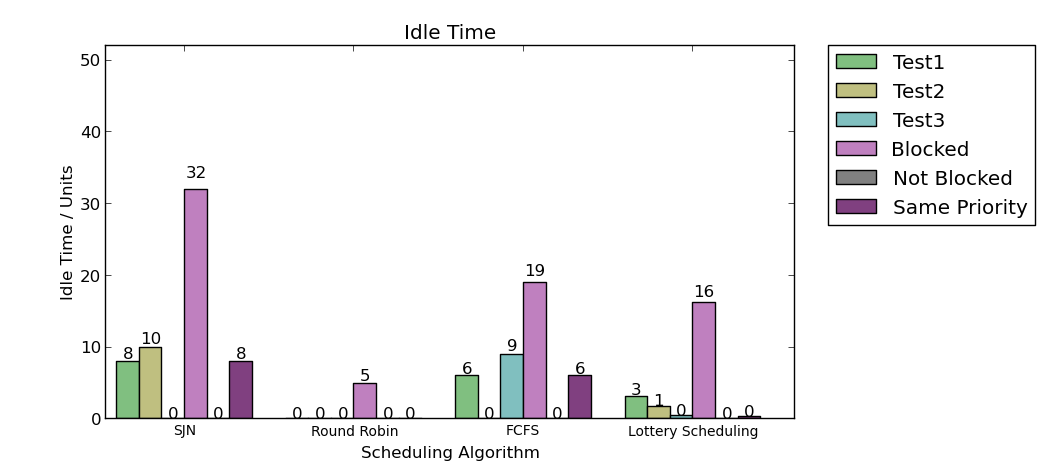 Idle Time
50
40
30
20
10
0
Idle Time / Units
8 10 0 32 0 8
0 0 0 5 0 0
6 0 9 19 0 6
3 1 0 16 0 0
SJN Round Robin FCFS Lottery Scheduling
Scheduling Algorithm
Test1
Test2
Test3
Blocked
Not Blocked
Same Priority